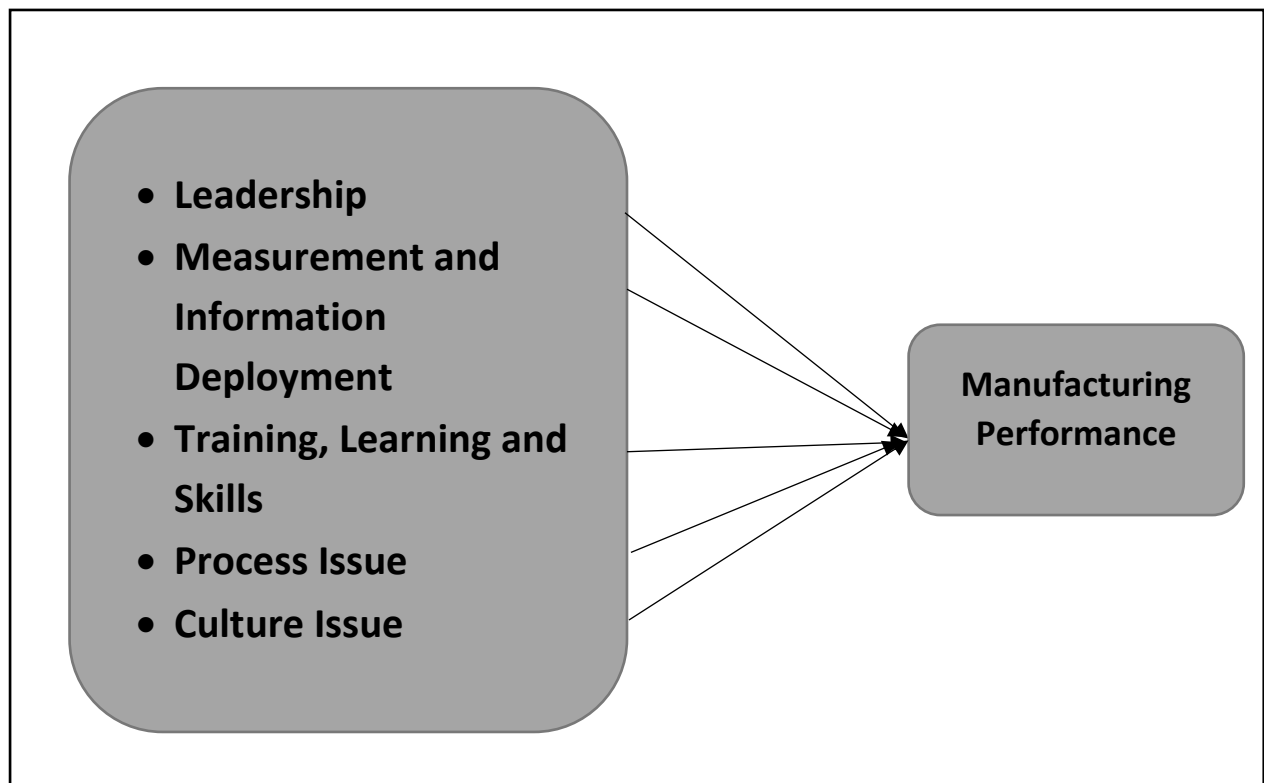 • Leadership
• Measurement and
Information
Deployment
• Training, Learning and
Skills
• Process Issue
• Culture Issue
Manufacturing
Performance